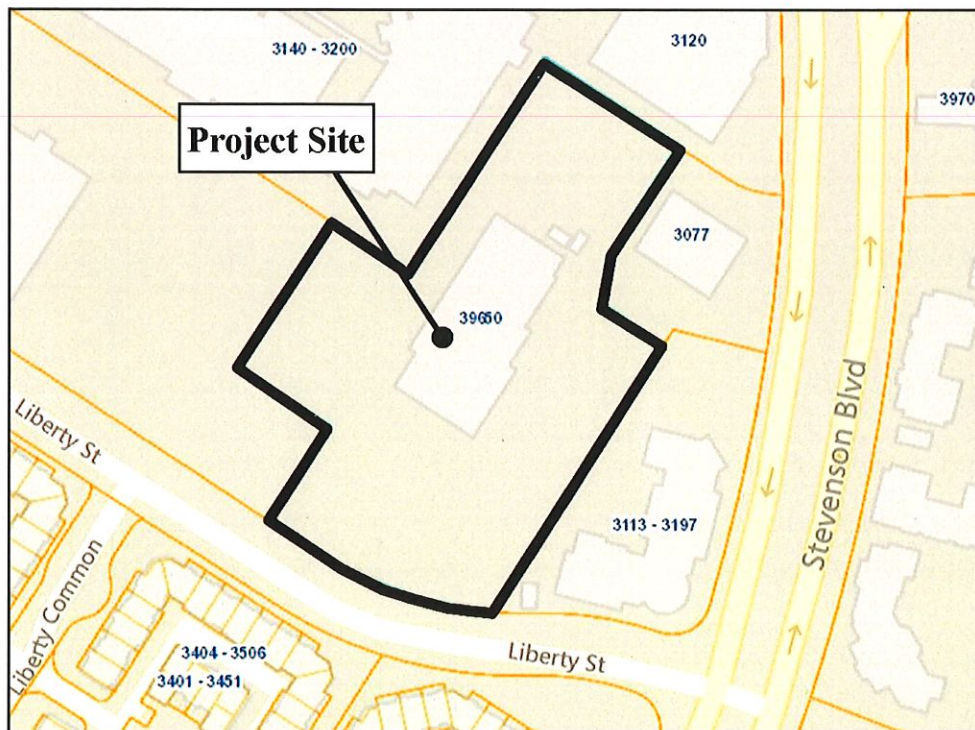 3140 - 3200
3120
3970
Project Site
3077
39650
Liberty St
Stevenson Blvd
3113 - 3197
Liberty Common
3404 - 3506
3401 - 3451
Liberty St